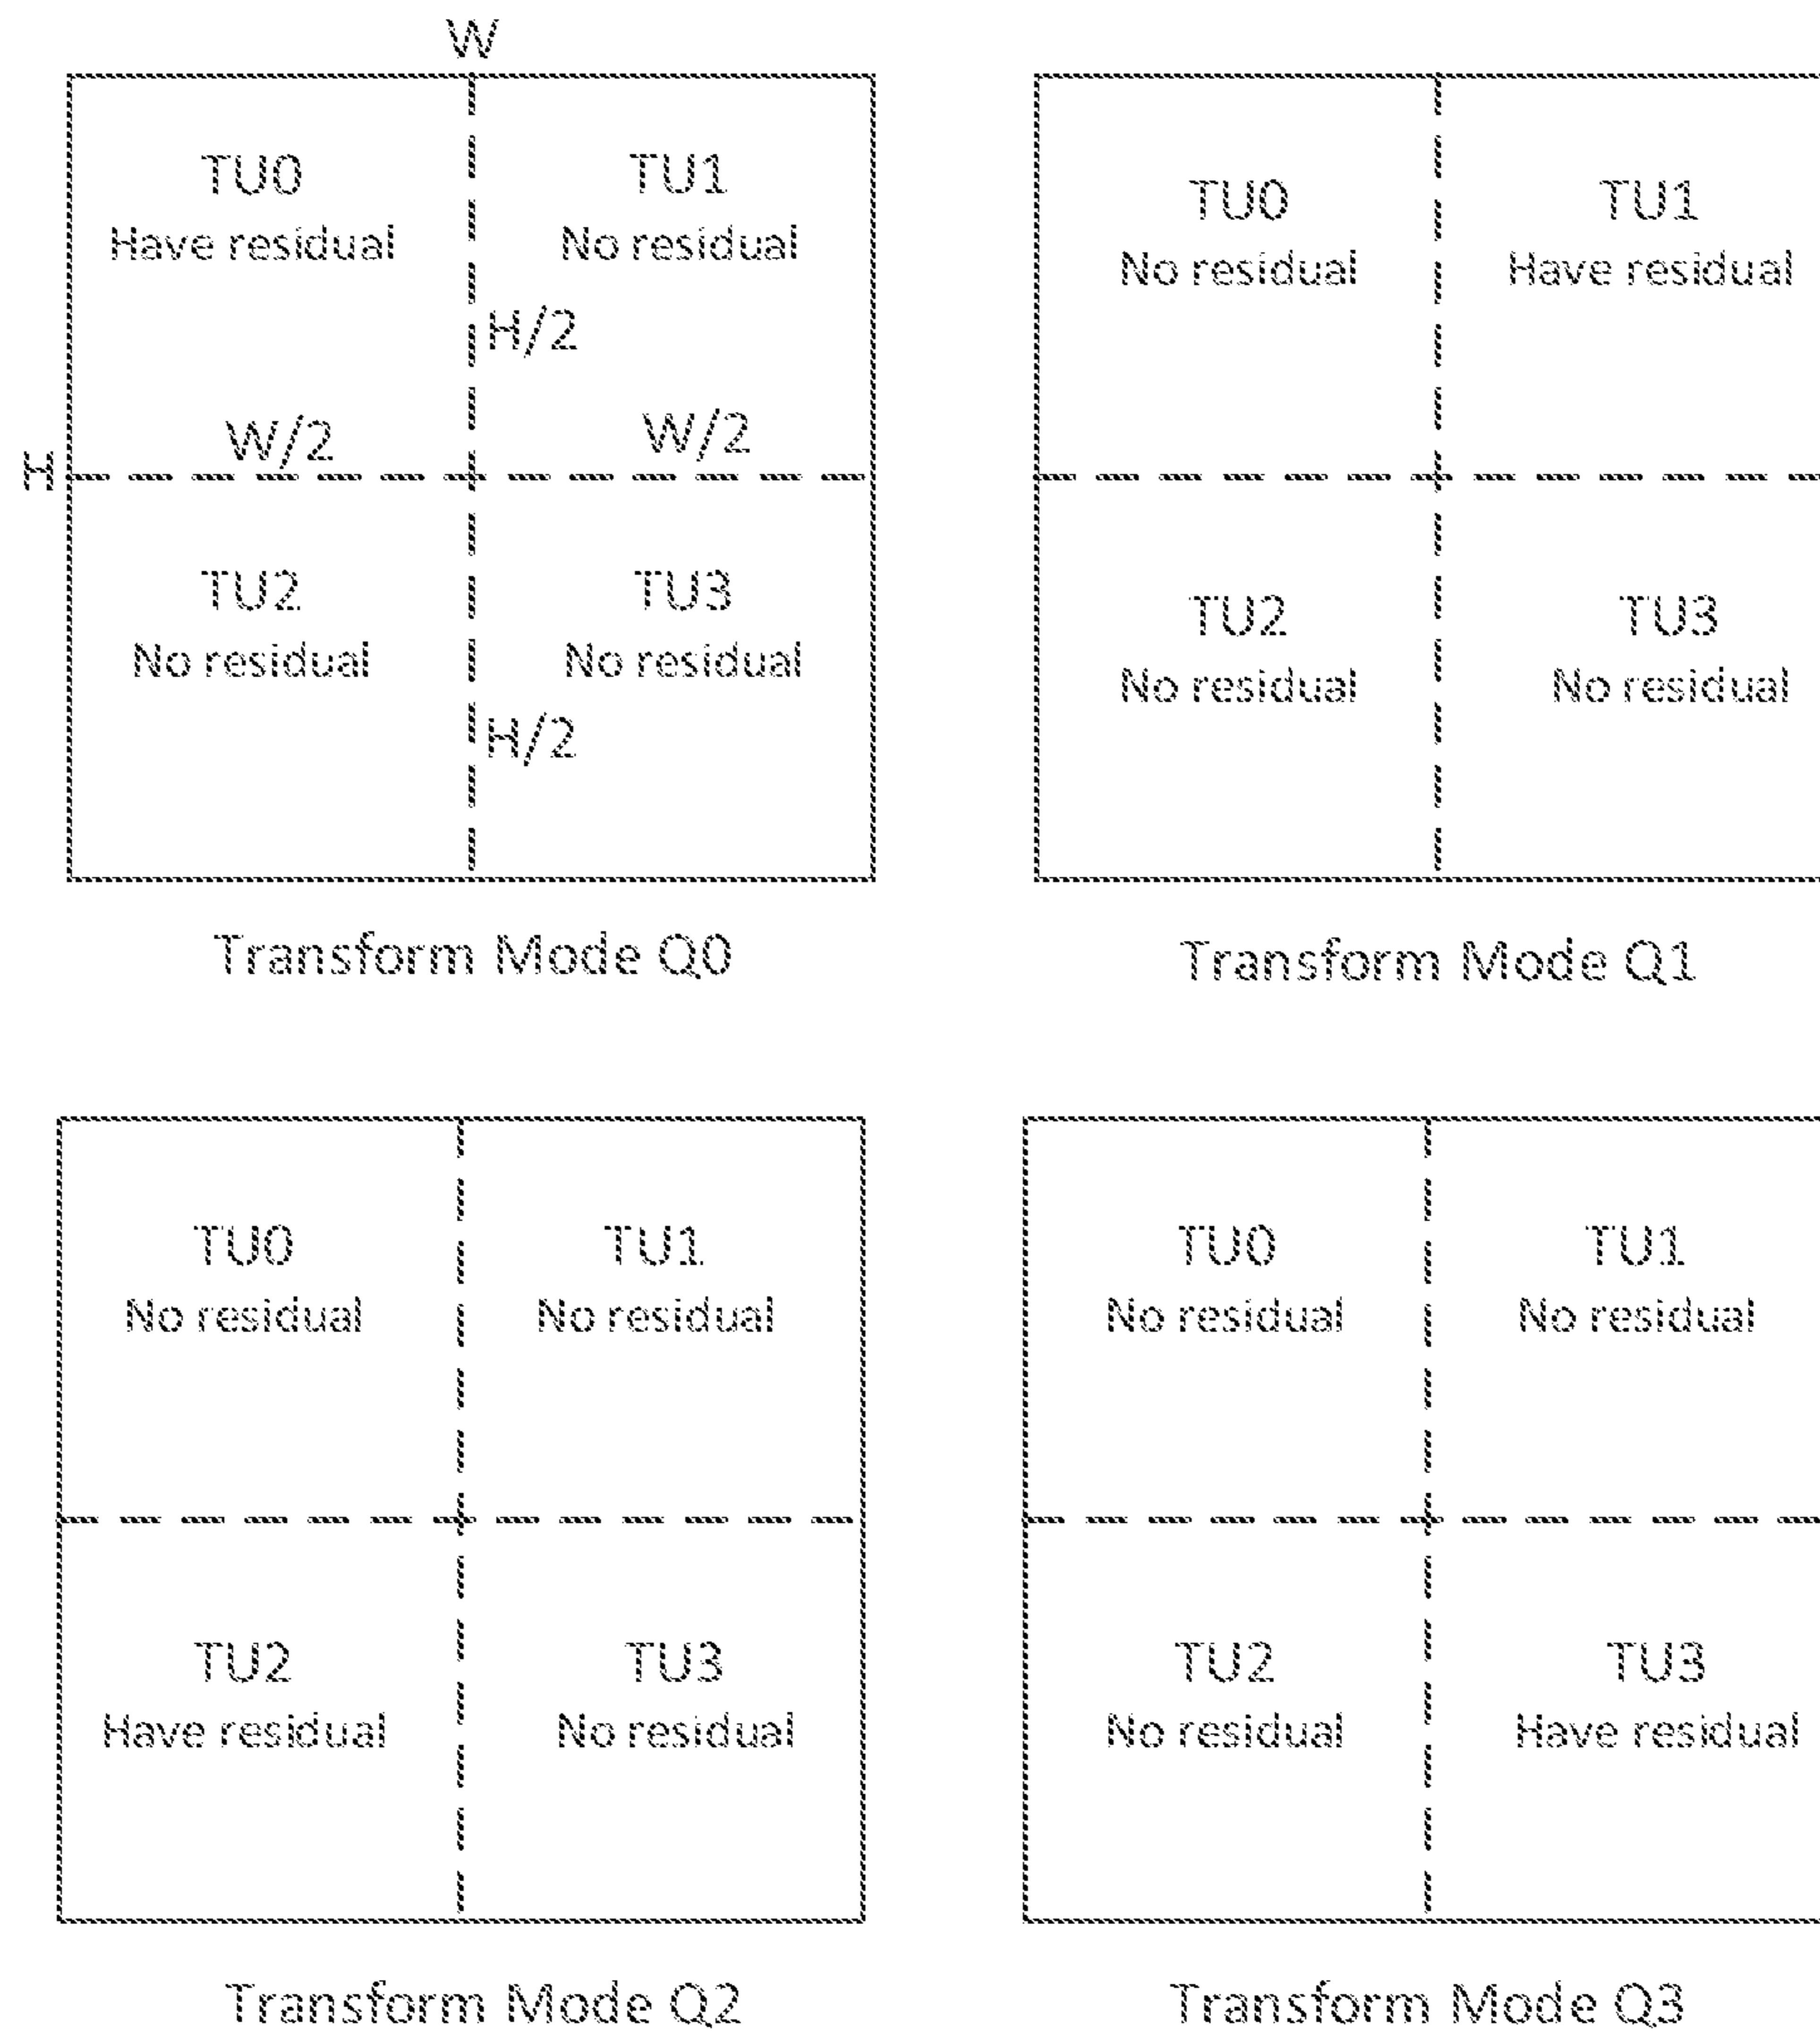 W
TU0
Have residual
TU1
No residual
H/2
W/2
W/2
H
TU2
No residual
TU3
No residual
H/2
Transform Mode Q0
TU0
No residual
TU1
Have residual
TU2
No residual
TU3
No residual
Transform Mode Q1
TU0
No residual
TU1
No residual
TU2
Have residual
TU3
No residual
Transform Mode Q2
TU0
No residual
TU1
No residual
TU2
No residual
TU3
Have residual
Transform Mode Q3